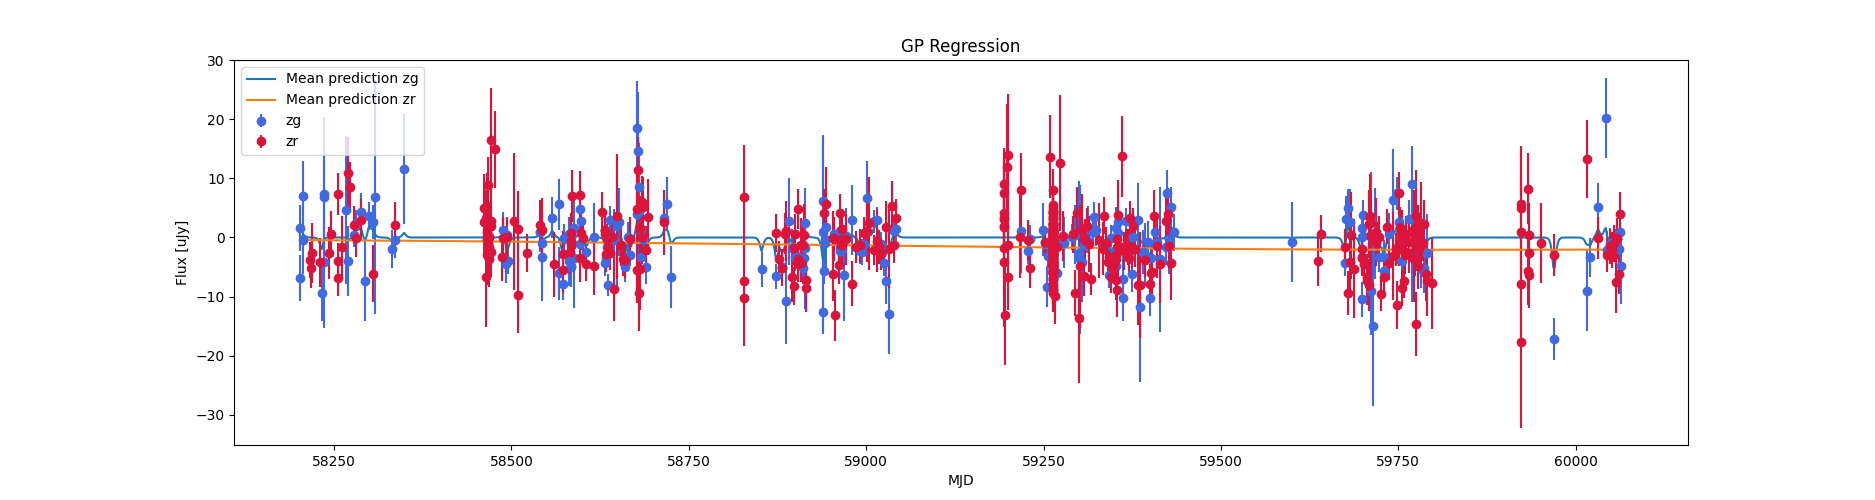 GP Regression
30
20
10
0
−10
−20
−30
Flux [uJy]
Mean prediction zg
Mean prediction zr
zg
zr
58250
58500
58750
59000
59250
59500
59750
60000
MJD